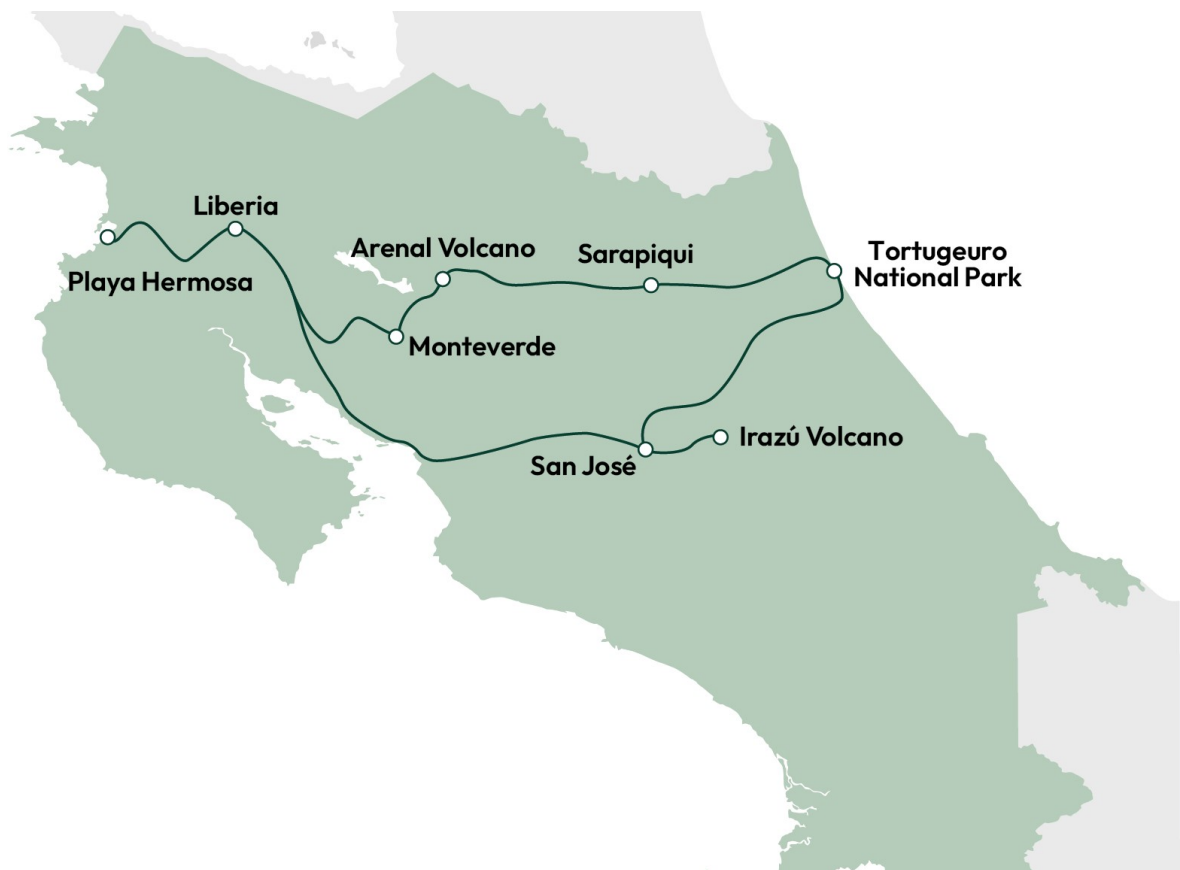 Liberia
Arenal Volcano
Sarapiqui
Tortugeuro
National Park
Playa Hermosa
Monteverde
Irazú Volcano
San José